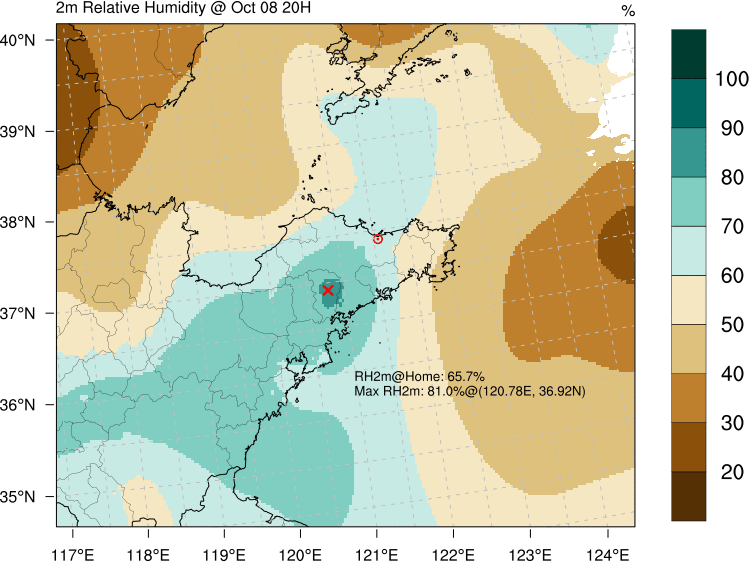 2m Relative Humidity @ Oct 08 20H
%
40°N
39°N
38°N
37°N
36°N
35°N
117°E
118°E
119°E
120°E
121°E
122°E
123°E
124°E
RH2m@Home: 65.7%
Max RH2m: 81.0%@(120.78E, 36.92N)
100
90
80
70
60
50
40
30
20